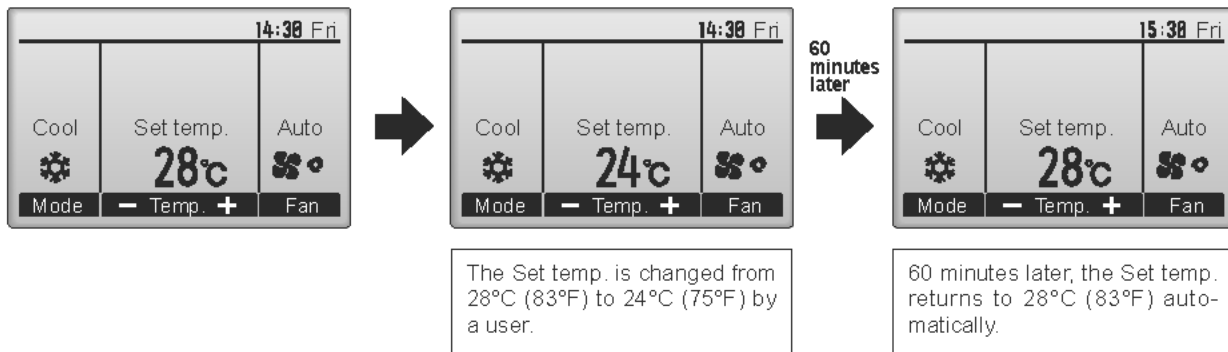 14:30 Fri
Cool
Set temp.
Auto
28°C
Mode
− Temp. +
Fan
14:30 Fri
Cool
Set temp.
Auto
24°C
Mode
− Temp. +
Fan
60
minutes
later
15:30 Fri
Cool
Set temp.
Auto
28°C
Mode
− Temp. +
Fan
The Set temp. is changed from
28°C (83°F) to 24°C (75°F) by
a user.
60 minutes later, the Set temp.
returns to 28°C (83°F) auto-
matically.